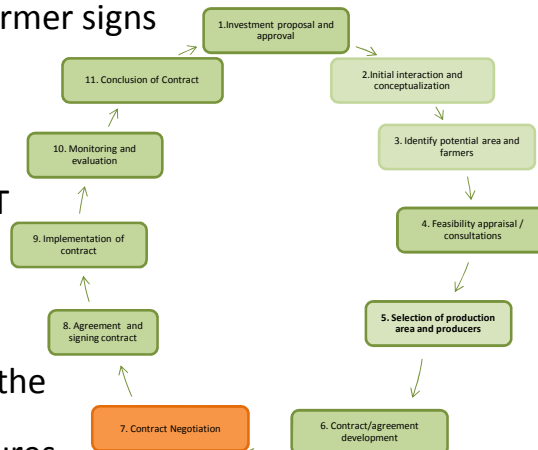 rmer signs
1.Investment proposal and
approval
2.Initial interaction and
conceptualization
3. Identify potential area and
farmers
4. Feasibility appraisal /
consultations
5. Selection of production
area and producers
6. Contract/agreement
development
7. Contract Negotiation
8. Agreement and
signing contract
9. Implementation of
contract
10. Monitoring and
evaluation
11. Conclusion of Contract
T
the